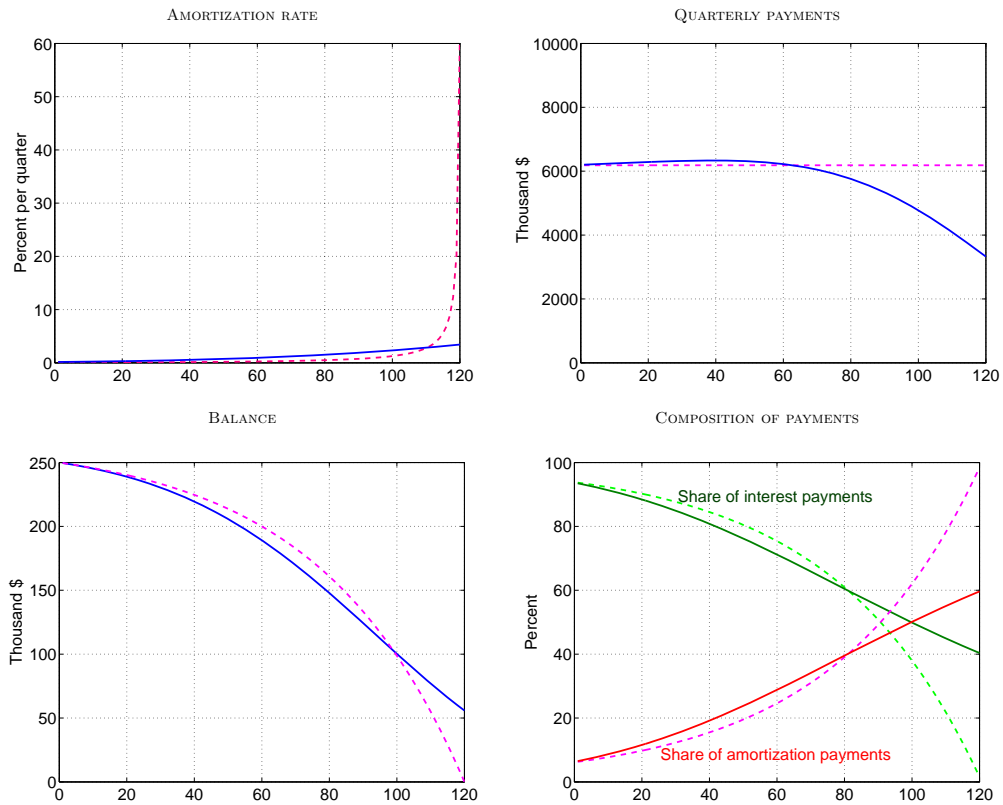 AMORTIZATION RATE
60
50
40
30
20
10
0
Percent per quarter
0 20 40 60 80 100 120
QUARTERLY PAYMENTS
10000
8000
6000
4000
2000
0
Thousand $
0 20 40 60 80 100 120
BALANCE
250
200
150
100
50
0
Thousand $
0 20 40 60 80 100 120
COMPOSITION OF PAYMENTS
100
80
60
40
20
0
Percent
Share of interest payments
Share of amortization payments
0 20 40 60 80 100 120